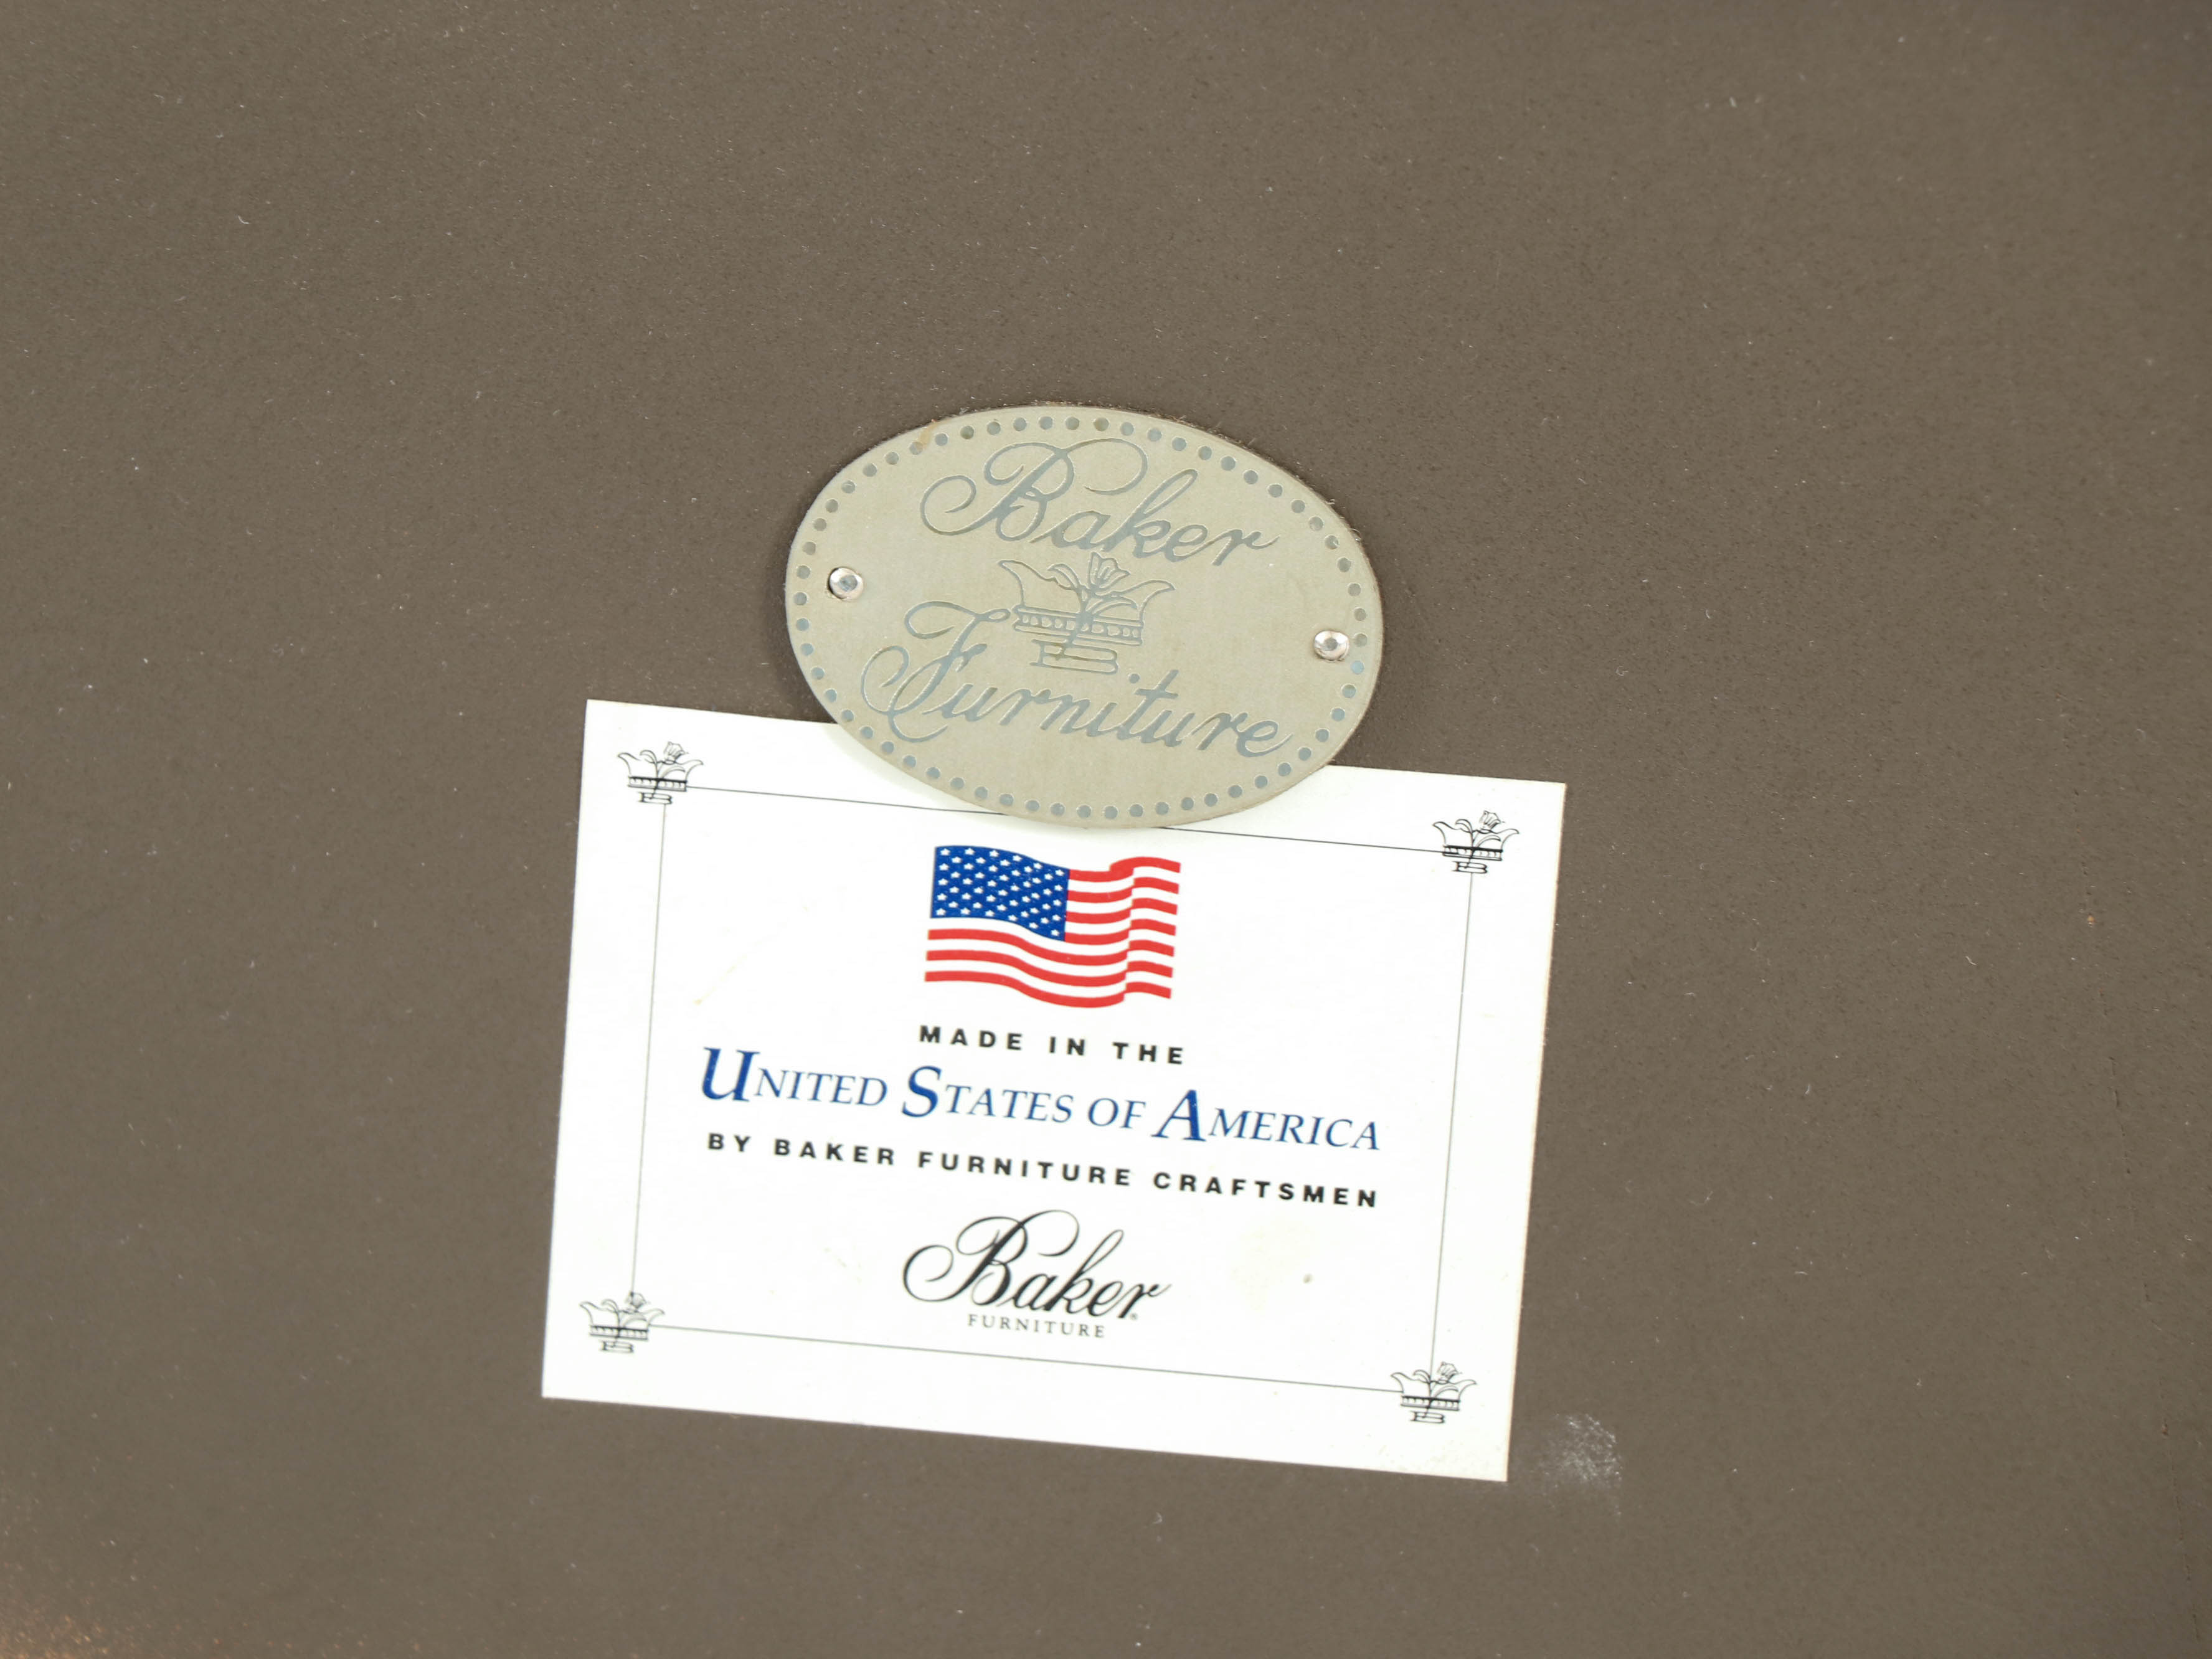 Baker
Furniture
MADE IN THE
UNITED STATES OF AMERICA
BY BAKER FURNITURE CRAFTSMEN
Baker®
FURNITURE